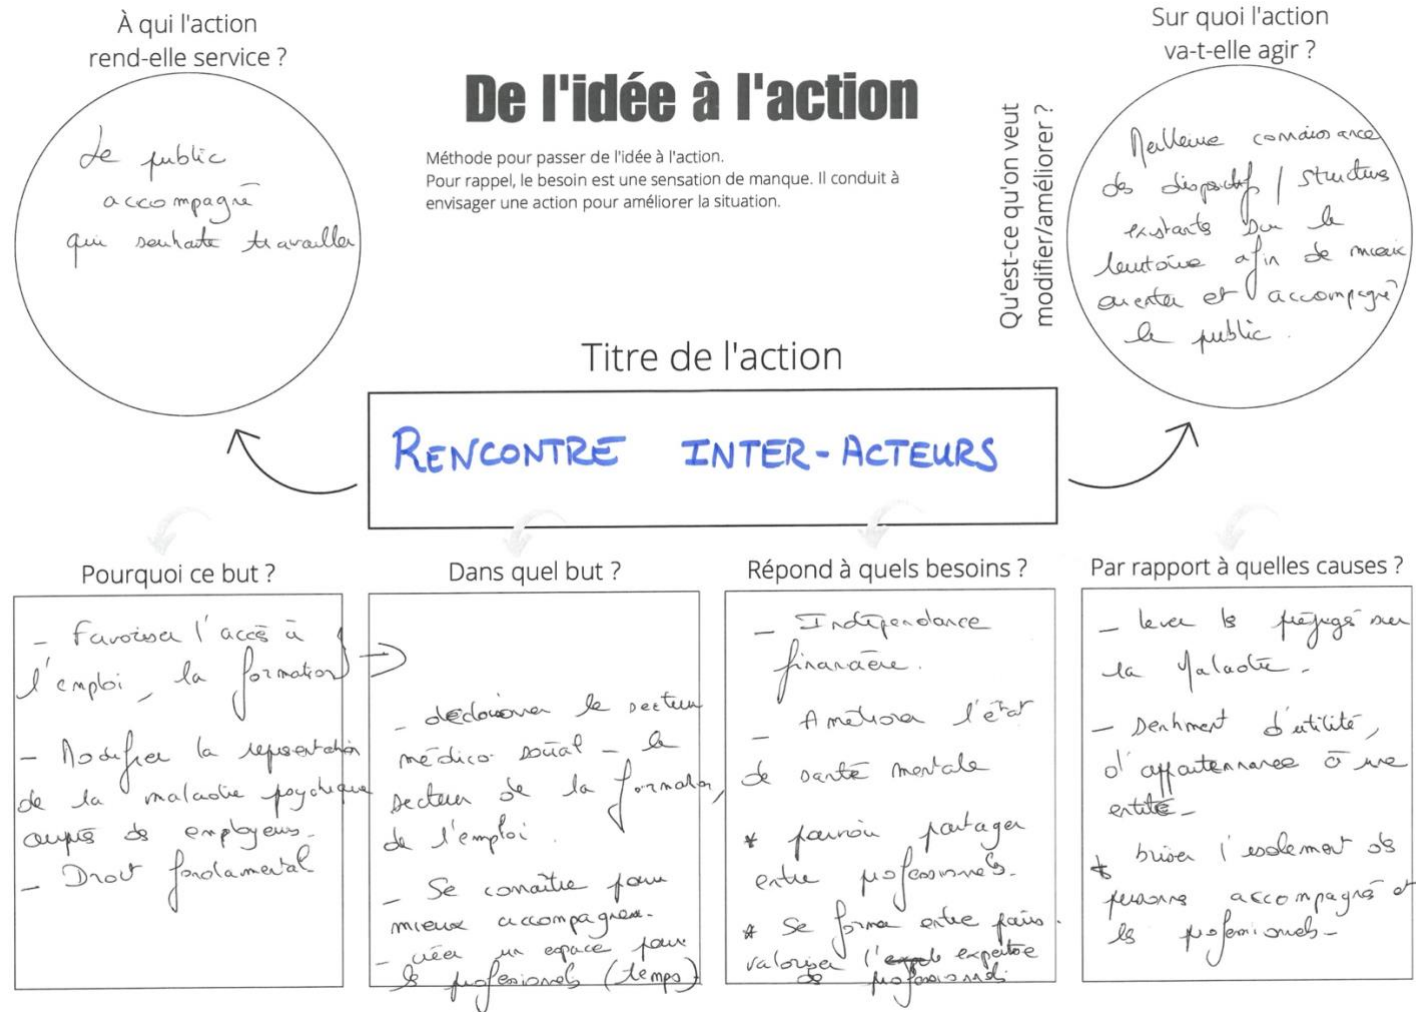 À qui l'action
rend-elle service ?
Le public
accompagné
qui souhaite travailler
De l'idée à l'action
Méthode pour passer de l'idée à l'action.
Pour rappel, le besoin est une sensation de manque. Il conduit à
envisager une action pour améliorer la situation.
Sur quoi l'action
va-t-elle agir ?
Qu'est-ce qu'on veut
modifier/améliorer ?
Meilleure connaissance
des dispositifs / structures
existants sur le
territoire afin de mieux
orienter et accompagné
le public.
Titre de l'action
RENCONTRE INTER-ACTEURS
Pourquoi ce but ?
- Favoriser l'accès à
l'emploi, la formation
- Modifier la représentation
de la maladie psychique
auprès des employeurs.
- Droit fondamental
Dans quel but ?
- décloisonner le secteur
médico-social - le
secteur de la formation,
de l'emploi.
- Se connaître pour
mieux accompagner.
- créer un espace pour
les professionnels (temps)
Répond à quels besoins ?
- Indépendance
financière.
- Améliorer l'état
de santé mentale
* pouvoir partager
entre professionnels.
* Se former entre pairs.
valoriser l'expertise
des professionnels
Par rapport à quelles causes ?
- lever les préjugés sur
la Maladie.
- Sentiment d'utilité,
d'appartennance à une
entité.
* briser l'isolement des
personnes accompagnés et
les professionnels.